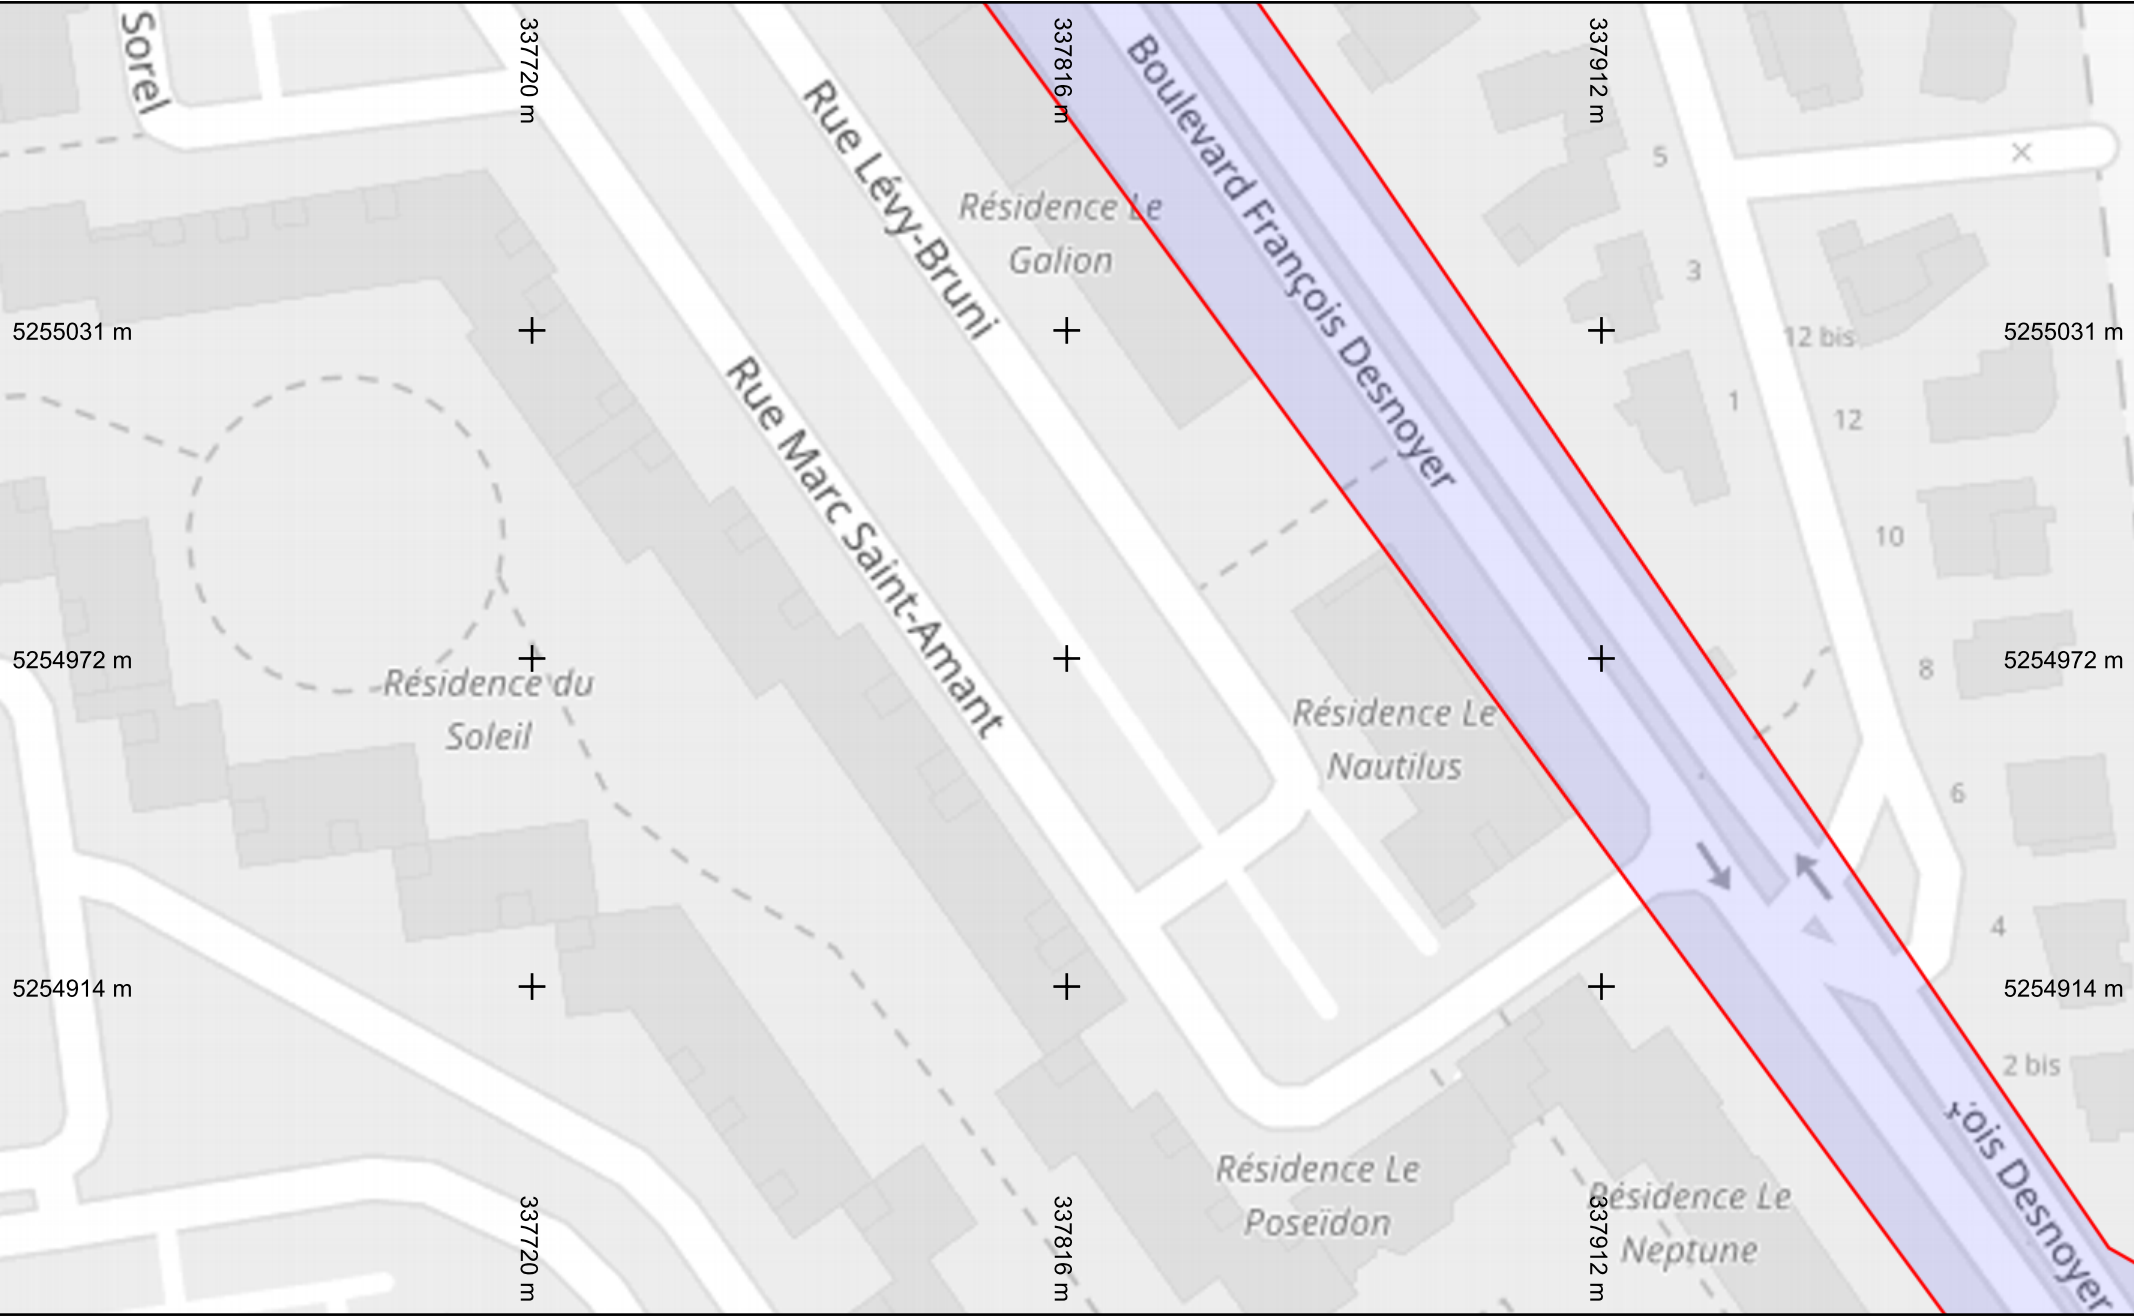 Sorel
337720 m
337816 m
337912 m
Boulevard François Desnoyer
Rue Lévy-Bruni
5
Résidence Le
Galion
3
5255031 m
12 bis
5255031 m
Rue Marc Saint-Amant
1
12
10
5254972 m
8
5254972 m
Résidence du
Soleil
Résidence Le
Nautilus
6
4
5254914 m
5254914 m
2 bis
ois Desnoyer
Résidence Le
Poseïdon
Résidence Le
Neptune
337720 m
337816 m
337912 m